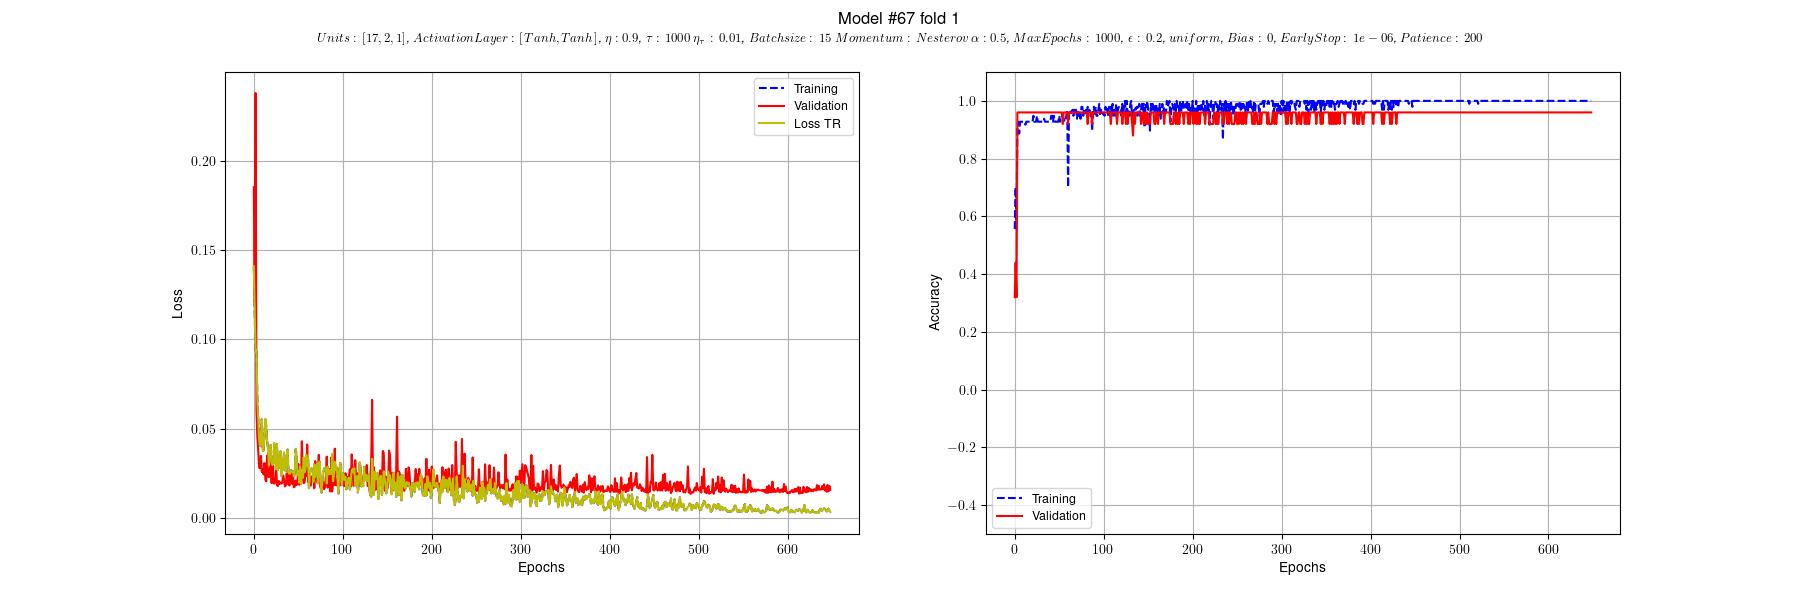 Model #67 fold 1
Units : [17, 2, 1], ActivationLayer : [Tanh, Tanh], η : 0.9, τ : 1000 η_τ : 0.01, Batchsize : 15 Momentum : Nesterov α : 0.5, MaxEpochs : 1000, ϵ : 0.2, uniform, Bias : 0, EarlyStop : 1e − 06, Patience : 200
Training
Validation
Loss TR
0.20
0.15
0.10
0.05
0.00
Loss
0 100 200 300 400 500 600
Epochs
1.0
0.8
0.6
0.4
0.2
0.0
−0.2
−0.4
Accuracy
Training
Validation
0 100 200 300 400 500 600
Epochs